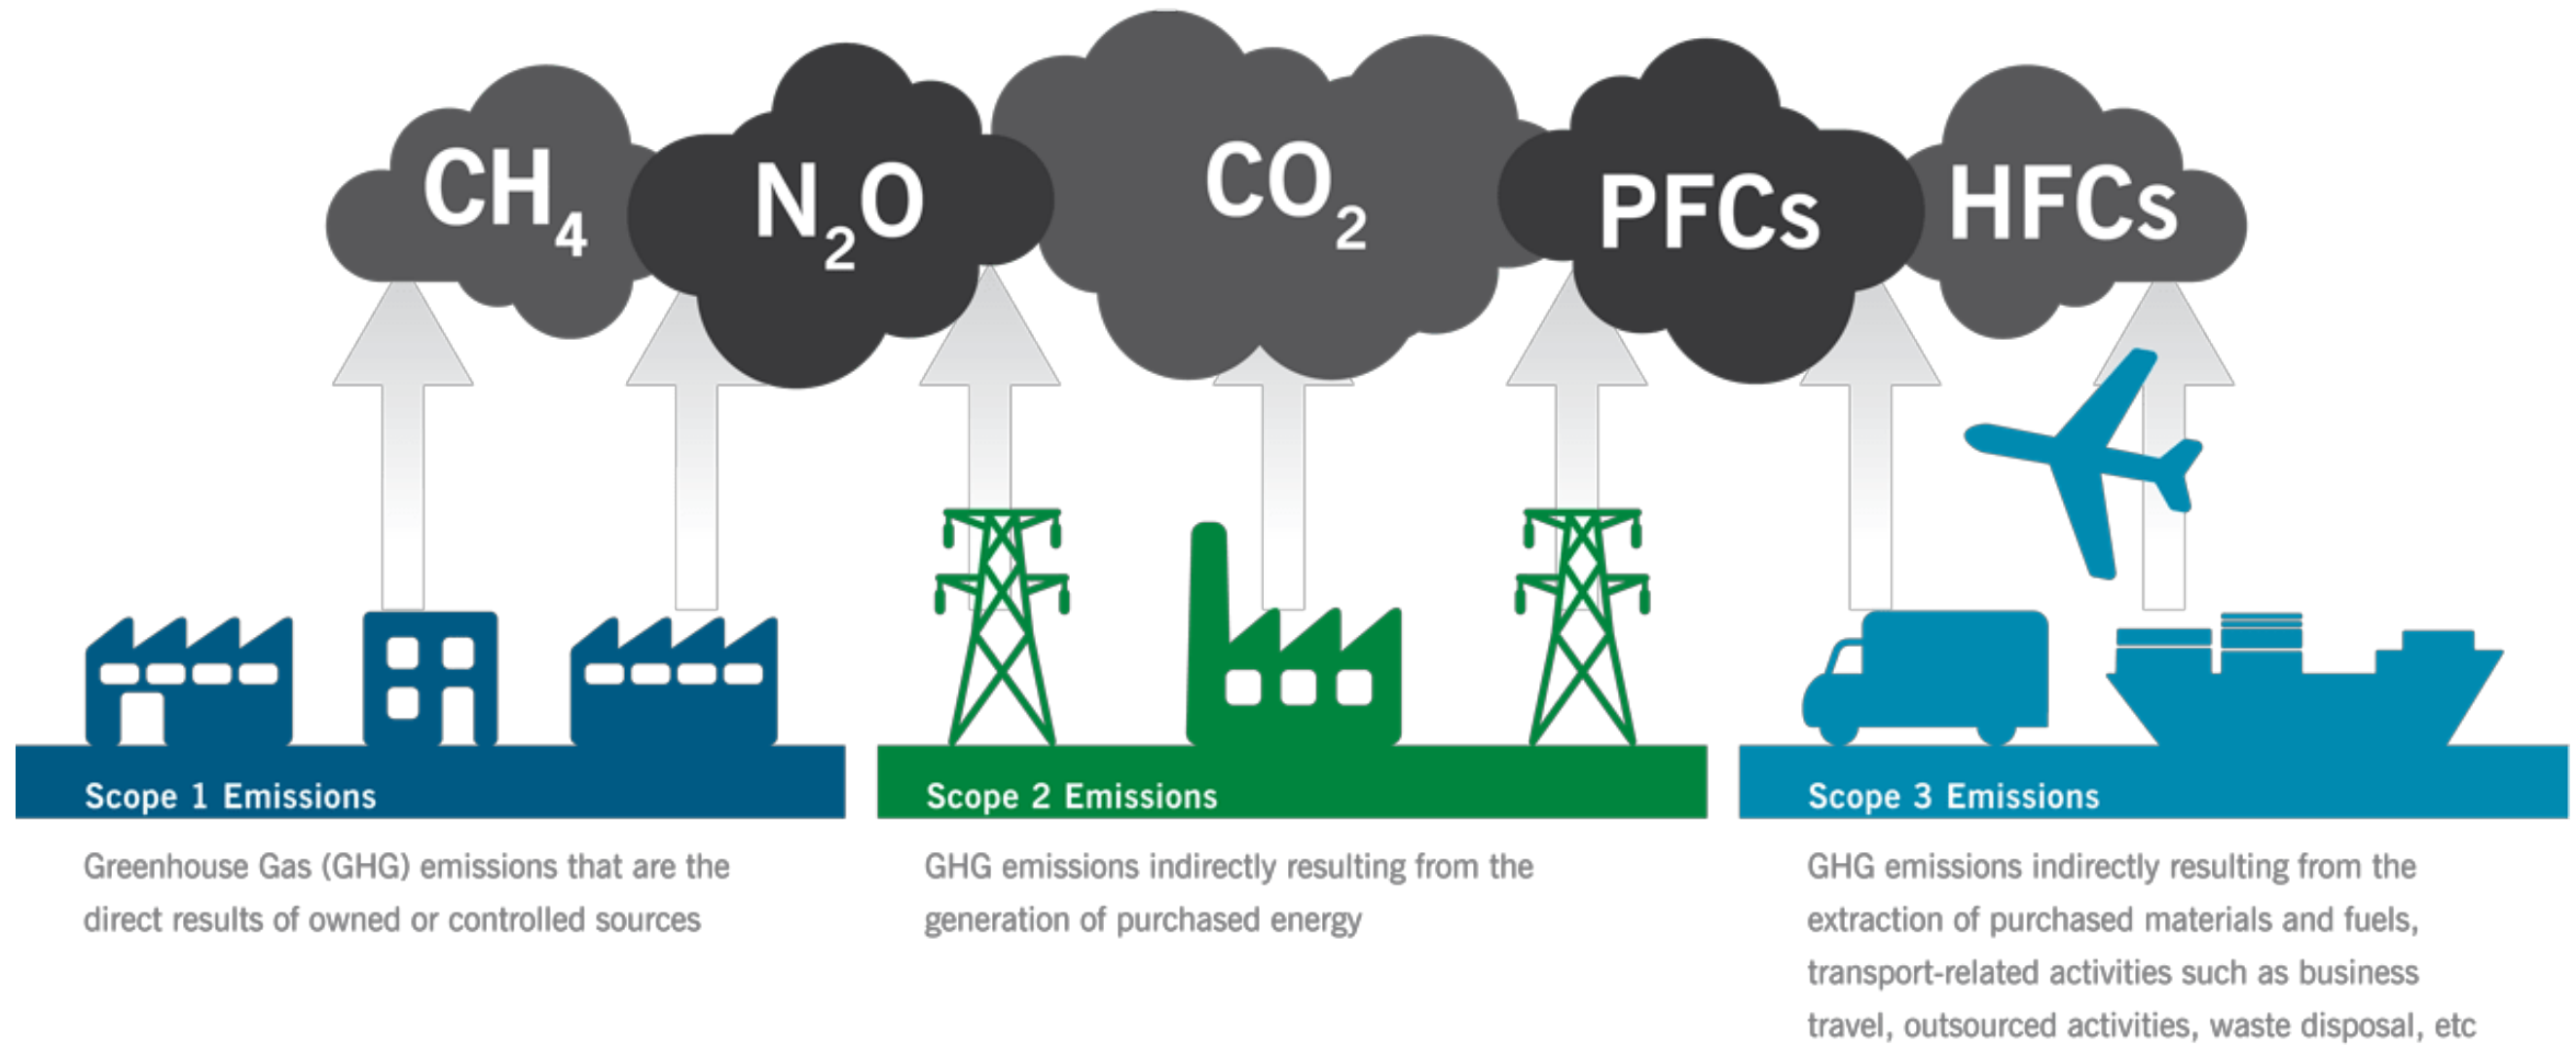 CH₄
N₂O
CO₂
PFCs
HFCs
Scope 1 Emissions
Greenhouse Gas (GHG) emissions that are the
direct results of owned or controlled sources
Scope 2 Emissions
GHG emissions indirectly resulting from the
generation of purchased energy
Scope 3 Emissions
GHG emissions indirectly resulting from the
extraction of purchased materials and fuels,
transport-related activities such as business
travel, outsourced activities, waste disposal, etc